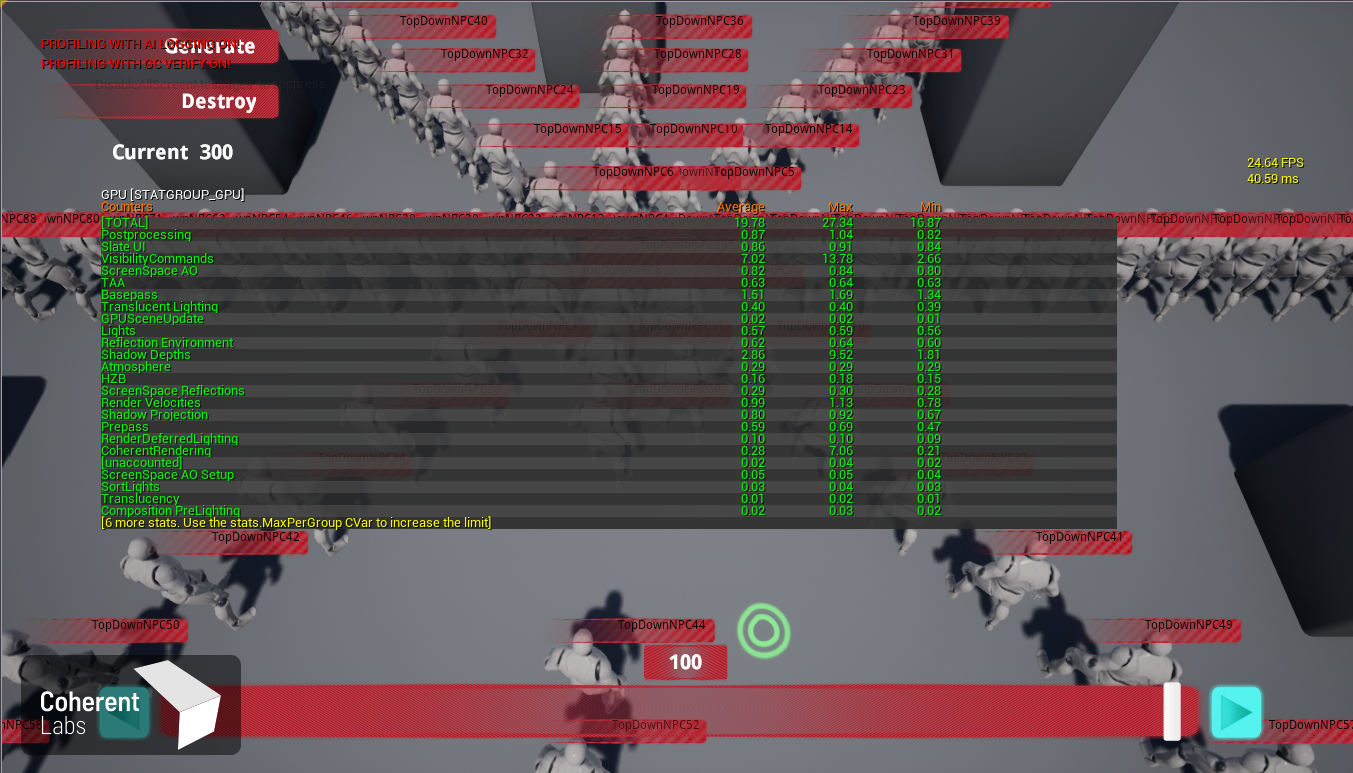 TopDownNPC40 TopDownNPC36 TopDownNPC39
PROFILING WITH AI LOGGING ON!
Generate
TopDownNPC32 TopDownNPC28 TopDownNPC31
PROFILING WITH GC VERIFY ON!
'DisableAllScreenMessages' to suppress
TopDownNPC24 TopDownNPC19 TopDownNPC23
Destroy
TopDownNPC15 TopDownNPC10 TopDownNPC14
Current 300
24.64 FPS
40.59 ms
TopDownNPC6 TopDownNPC5
GPU [STATGROUP_GPU]
Counters Average Max Min
[TOTAL] 19.78 27.34 16.87
Postprocessing 0.87 1.04 0.82
Slate UI 0.86 0.91 0.84
VisibilityCommands 7.02 13.78 2.66
ScreenSpace AO 0.82 0.84 0.80
TAA 0.63 0.64 0.63
Basepass 1.51 1.69 1.34
Translucent Lighting 0.40 0.40 0.39
GPUSceneUpdate 0.02 0.02 0.01
Lights 0.57 0.59 0.56
Reflection Environment 0.62 0.64 0.60
Shadow Depths 2.86 9.52 1.81
Atmosphere 0.29 0.29 0.29
HZB 0.16 0.18 0.15
ScreenSpace Reflections 0.29 0.30 0.28
Render Velocities 0.99 1.13 0.78
Shadow Projection 0.80 0.92 0.67
Prepass 0.59 0.69 0.47
RenderDeferredLighting 0.10 0.10 0.09
CoherentRendering 0.28 7.06 0.21
[unaccounted] 0.02 0.04 0.02
ScreenSpace AO Setup 0.05 0.05 0.04
SortLights 0.03 0.04 0.03
Translucency 0.01 0.02 0.01
Composition PreLighting 0.02 0.03 0.02
[6 more stats. Use the stats.MaxPerGroup CVar to increase the limit]
TopDownNPC42 TopDownNPC41
TopDownNPC50 TopDownNPC44 TopDownNPC49
100
Coherent
Labs
TopDownNPC52 TopDownNPC57